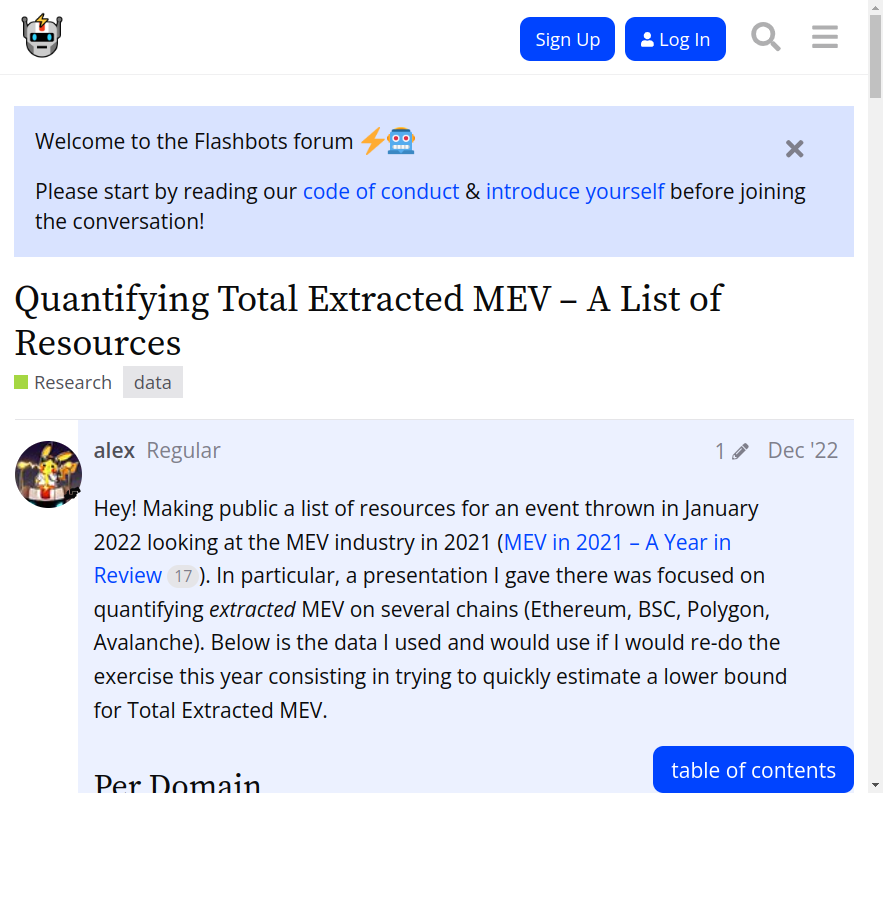 Sign Up
Log In
Welcome to the Flashbots forum
Please start by reading our code of conduct & introduce yourself before joining
the conversation!
Quantifying Total Extracted MEV – A List of
Resources
Research
data
alex Regular
1
Dec '22
Hey! Making public a list of resources for an event thrown in January
2022 looking at the MEV industry in 2021 (MEV in 2021 – A Year in
Review 17 ). In particular, a presentation I gave there was focused on
quantifying extracted MEV on several chains (Ethereum, BSC, Polygon,
Avalanche). Below is the data I used and would use if I would re-do the
exercise this year consisting in trying to quickly estimate a lower bound
for Total Extracted MEV.
Per Domain
table of contents